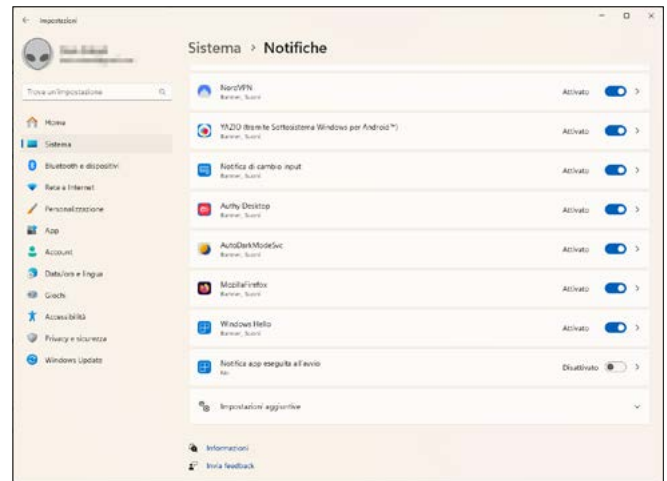 Impostazioni
Sistema > Notifiche
Trova un'impostazione
Home
Sistema
Bluetooth e dispositivi
Rete e Internet
Personalizzazione
App
Account
Data/ora e lingua
Giochi
Accessibilità
Privacy e sicurezza
Windows Update
NordVPN
Banner, Suoni
Attivato
YAZIO (tramite Sottosistema Windows per Android™)
Banner, Suoni
Attivato
Notifica di cambio input
Banner, Suoni
Attivato
Authy Desktop
Banner, Suoni
Attivato
AutoDarkModeSvc
Banner, Suoni
Attivato
MozillaFirefox
Banner, Suoni
Attivato
Windows Hello
Banner, Suoni
Attivato
Notifica app eseguita all'avvio
No
Disattivato
Impostazioni aggiuntive
Informazioni
Invia feedback